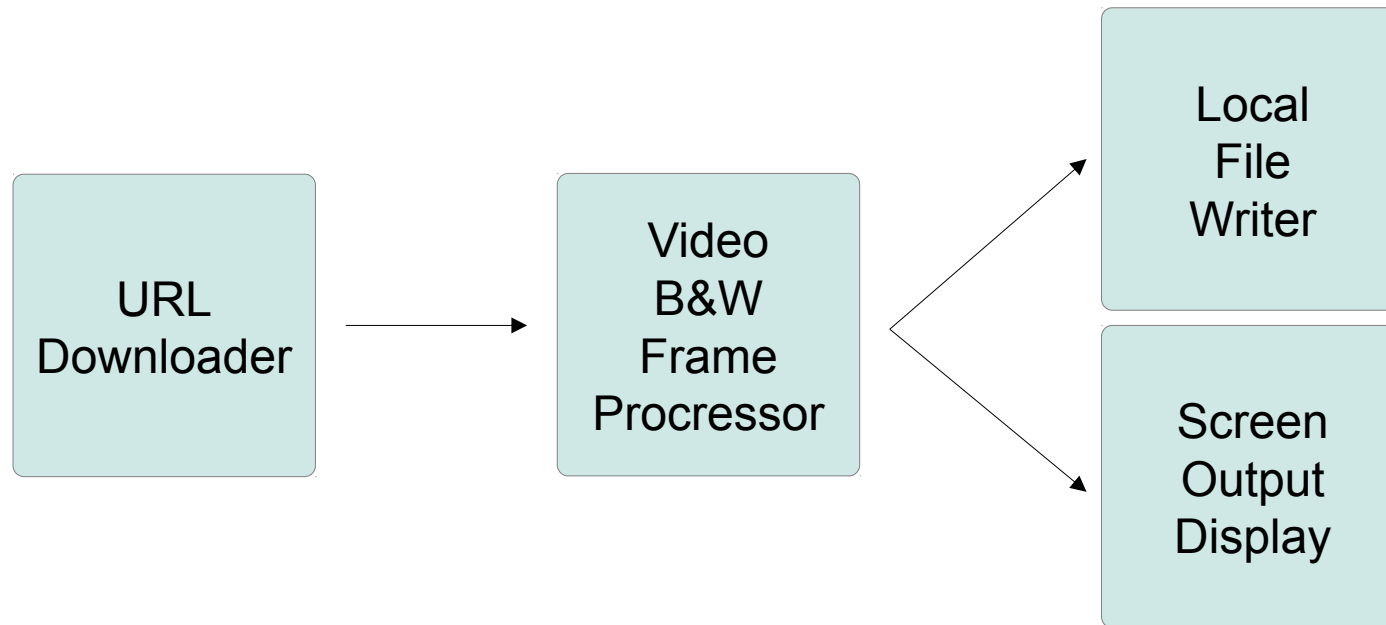 URL
Downloader
Video
B&W
Frame
Procressor
Local
File
Writer
Screen
Output
Display